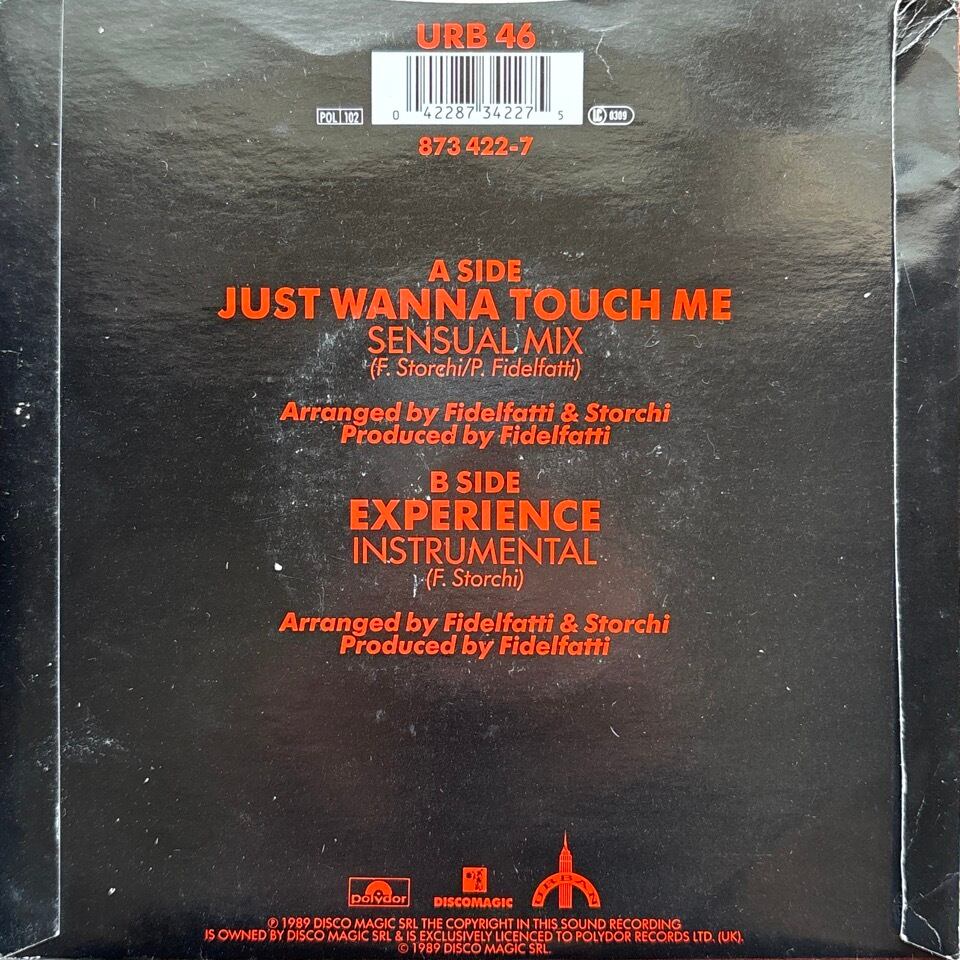 URB 46
POL 102
0 42287 34227 5
LC 0309
873 422-7
A SIDE
JUST WANNA TOUCH ME
SENSUAL MIX
(F. Storchi/P. Fidelfatti)
Arranged by Fidelfatti & Storchi
Produced by Fidelfatti
B SIDE
EXPERIENCE
INSTRUMENTAL
(F. Storchi)
Arranged by Fidelfatti & Storchi
Produced by Fidelfatti
polydor
DISCOMAGIC
URBAN
℗ 1989 DISCO MAGIC SRL THE COPYRIGHT IN THIS SOUND RECORDING
IS OWNED BY DISCO MAGIC SRL & IS EXCLUSIVELY LICENCED TO POLYDOR RECORDS LTD. (UK).
© 1989 DISCO MAGIC SRL.